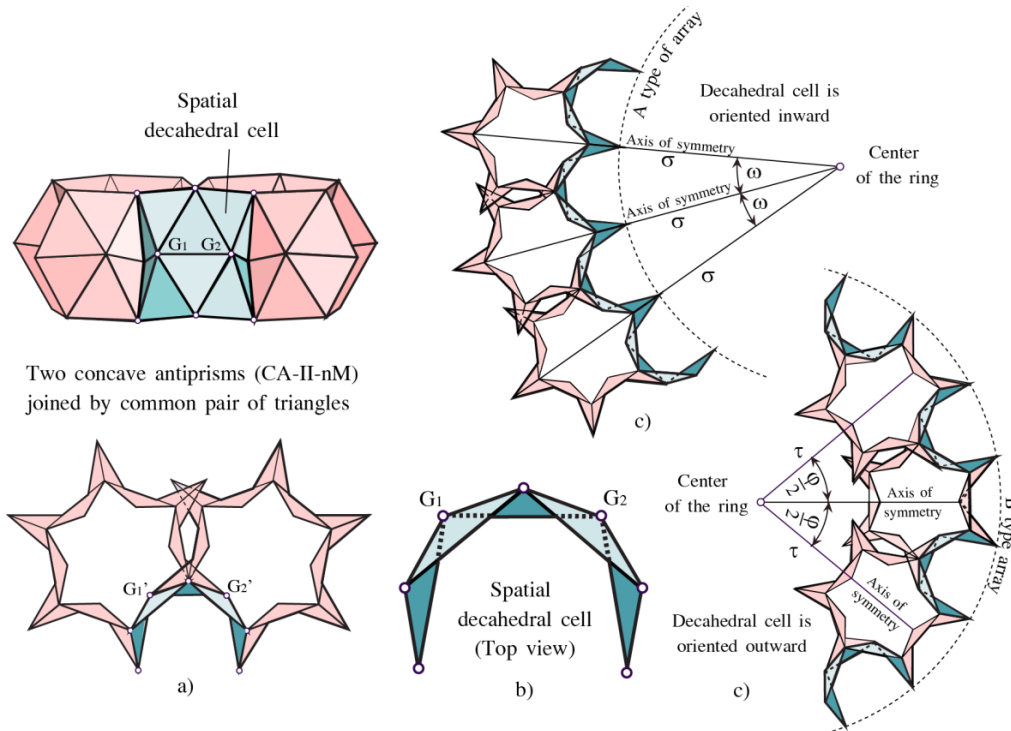 Spatial
decahedral cell
G1 G2
Two concave antiprisms (CA-II-nM)
joined by common pair of triangles
G1’ G2’
a)
G1 G2
Spatial
decahedral cell
(Top view)
b)
A type of array
Decahedral cell is
oriented inward
Axis of symmetry
σ
ω
Center
of the ring
Axis of symmetry
σ
ω
σ
c)
Center
of the ring
τ
φ/2
φ/2
τ
Axis of
symmetry
Axis of
symmetry
B type array
Decahedral cell is
oriented outward
c)